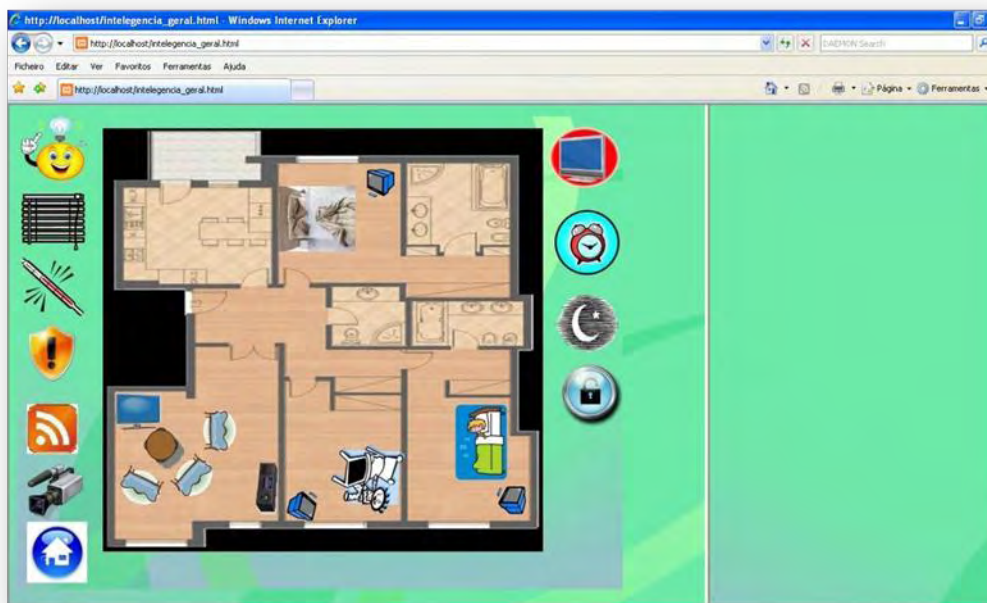 http://localhost/intelegencia_geral.html - Windows Internet Explorer
http://localhost/intelegencia_geral.html
DAEMON Search
Ficheiro Editar Ver Favoritos Ferramentas Ajuda
http://localhost/intelegencia_geral.html
Página Ferramentas